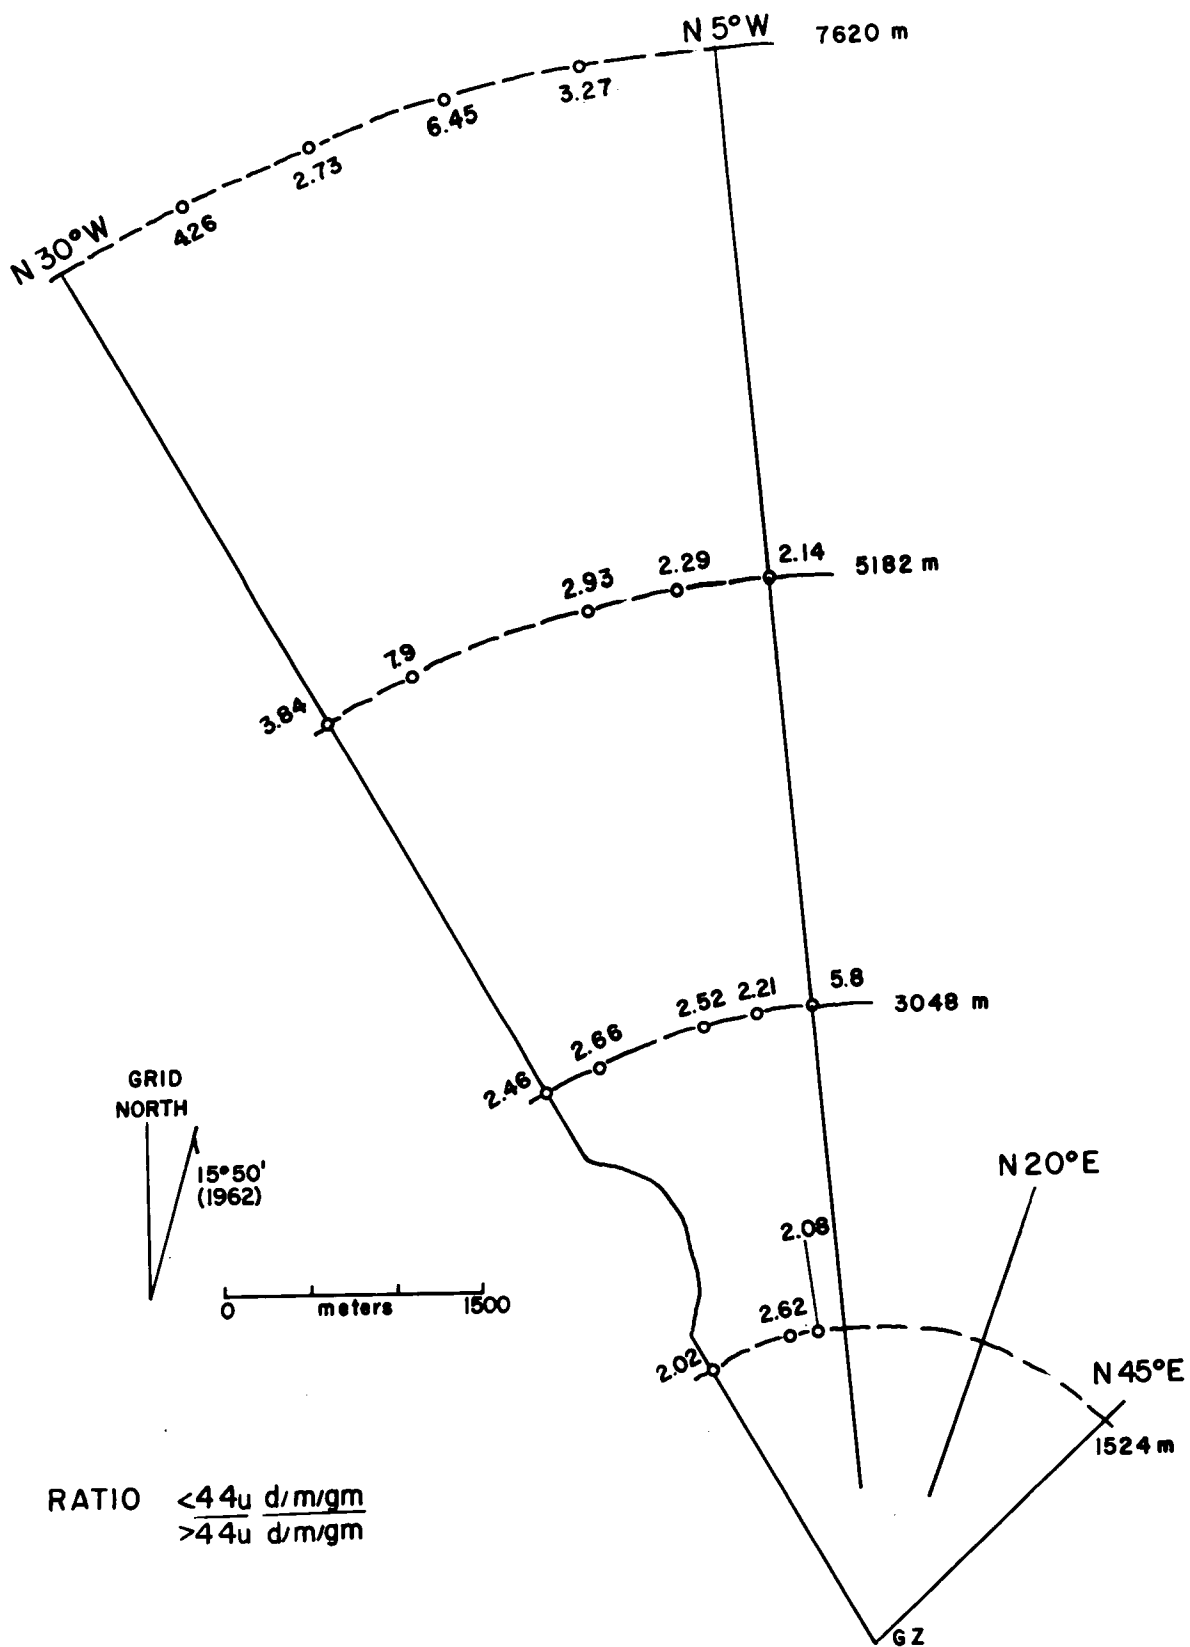 N 5°W
7620 m
3.27
6.45
2.73
426
N 30°W
2.14
5182 m
2.29
2.93
7.9
3.84
5.8
3048 m
2.21
2.52
2.66
2.46
GRID
NORTH
15°50'
(1962)
N 20°E
2.08
0 meters 1500
2.62
2.02
N 45°E
1524 m
RATIO <44u d/m/gm
>44u d/m/gm
GZ